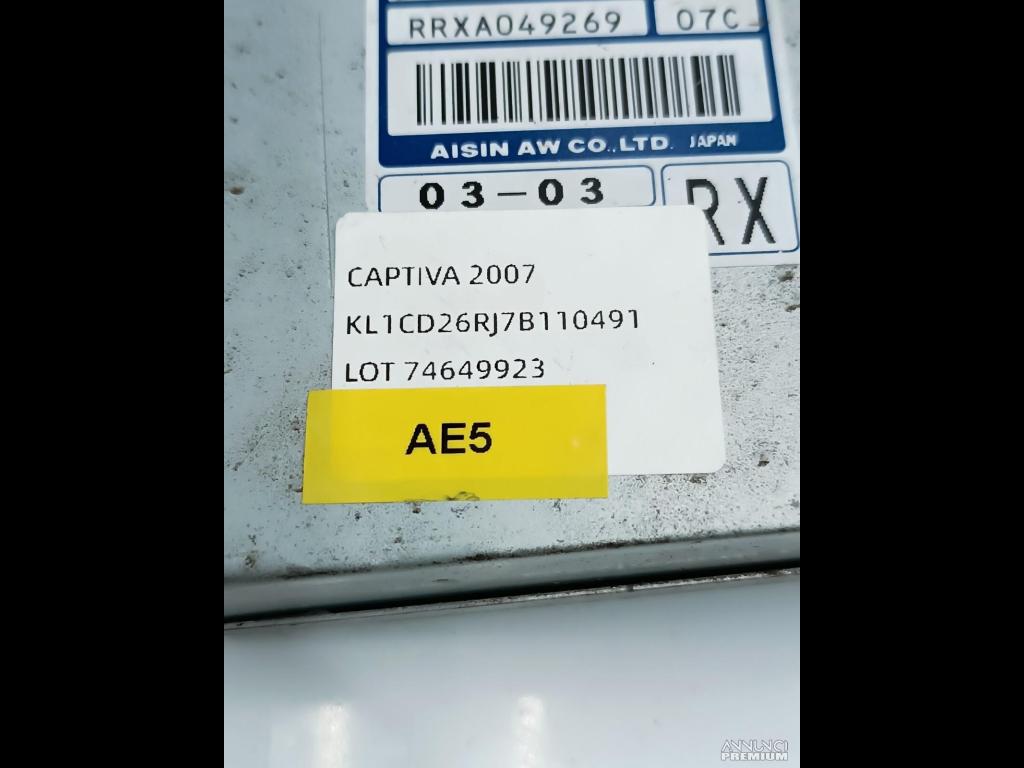 RRXA049269 07C
AISIN AW CO.,LTD. JAPAN
03-03 RX
CAPTIVA 2007
KL1CD26RJ7B110491
LOT 74649923
AE5
ANNUNCI
PREMIUM